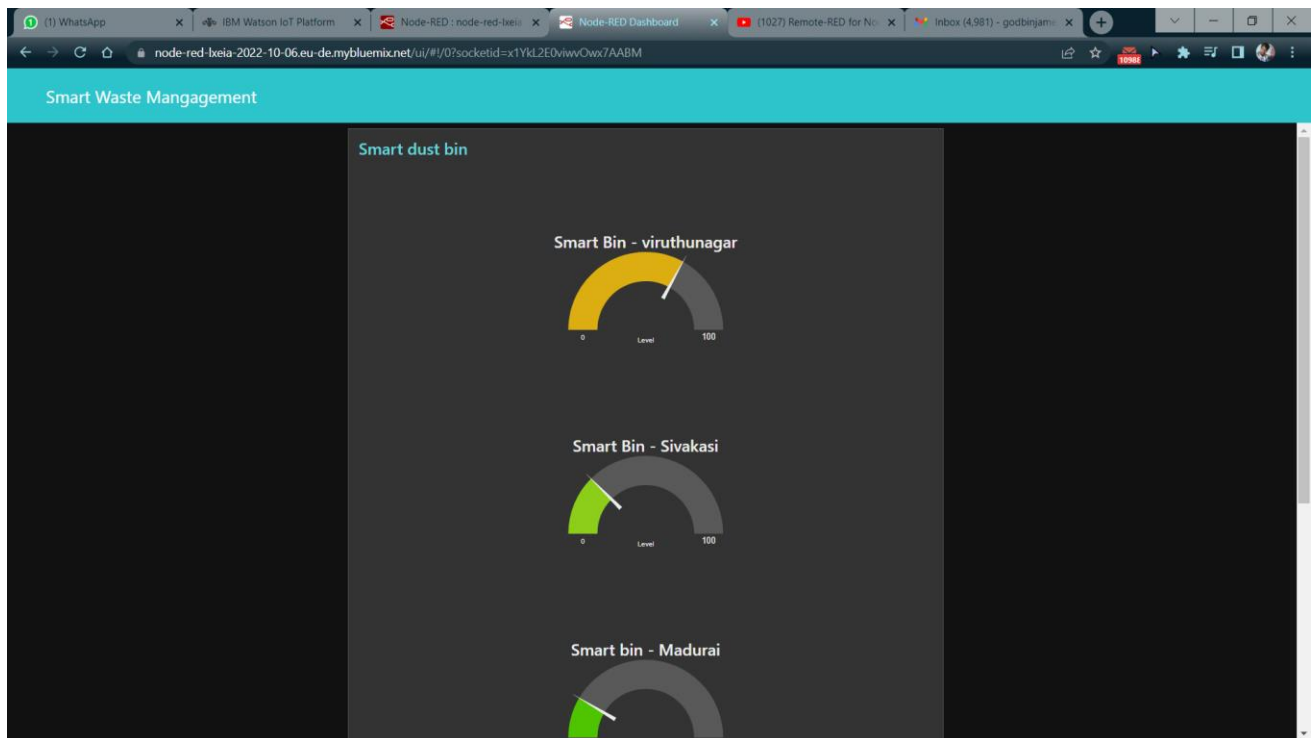 (1) WhatsApp
IBM Watson IoT Platform
Node-RED : node-red-lxeia
Node-RED Dashboard
(1027) Remote-RED for No
Inbox (4,981) - godbinjame
node-red-lxeia-2022-10-06.eu-de.mybluemix.net/ui/#!/0?socketid=x1YkL2E0viwvOwx7AABM
10988
Smart Waste Mangagement
Smart dust bin
Smart Bin - viruthunagar
0 Level 100
Smart Bin - Sivakasi
0 Level 100
Smart bin - Madurai